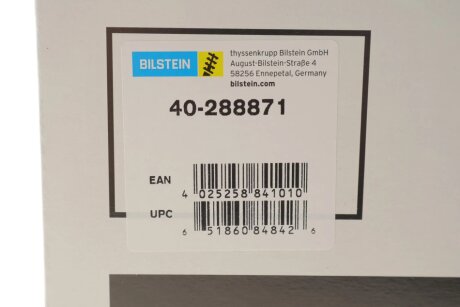 BILSTEIN
thyssenkrupp Bilstein GmbH
August-Bilstein-Straße 4
58256 Ennepetal, Germany
bilstein.com
40-288871
EAN
4 025258 841010
UPC
6 51860 84842 6